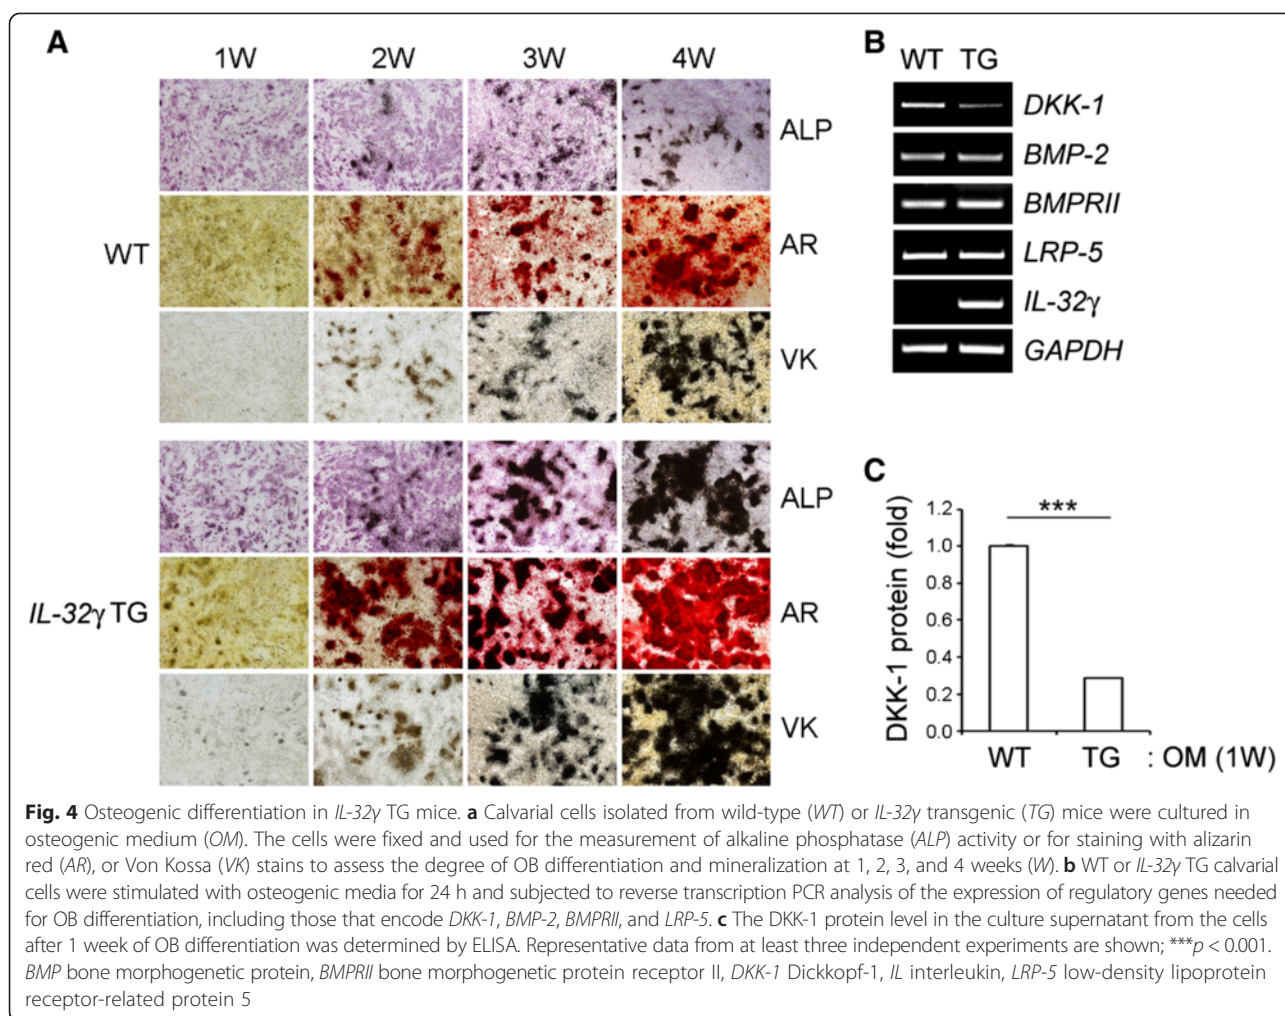 A
1W 2W 3W 4W
ALP
WT AR
VK
ALP
IL-32γ TG AR
VK
B
WT TG
DKK-1
BMP-2
BMPRII
LRP-5
IL-32γ
GAPDH
C
DKK-1 protein (fold)
1.2
***
1.0
0.8
0.6
0.4
0.2
0.0
WT TG : OM (1W)
Fig. 4 Osteogenic differentiation in IL-32γ TG mice. a Calvarial cells isolated from wild-type (WT) or IL-32γ transgenic (TG) mice were cultured in
osteogenic medium (OM). The cells were fixed and used for the measurement of alkaline phosphatase (ALP) activity or for staining with alizarin
red (AR), or Von Kossa (VK) stains to assess the degree of OB differentiation and mineralization at 1, 2, 3, and 4 weeks (W). b WT or IL-32γ TG calvarial
cells were stimulated with osteogenic media for 24 h and subjected to reverse transcription PCR analysis of the expression of regulatory genes needed
for OB differentiation, including those that encode DKK-1, BMP-2, BMPRII, and LRP-5. c The DKK-1 protein level in the culture supernatant from the cells
after 1 week of OB differentiation was determined by ELISA. Representative data from at least three independent experiments are shown; ***p < 0.001.
BMP bone morphogenetic protein, BMPRII bone morphogenetic protein receptor II, DKK-1 Dickkopf-1, IL interleukin, LRP-5 low-density lipoprotein
receptor-related protein 5